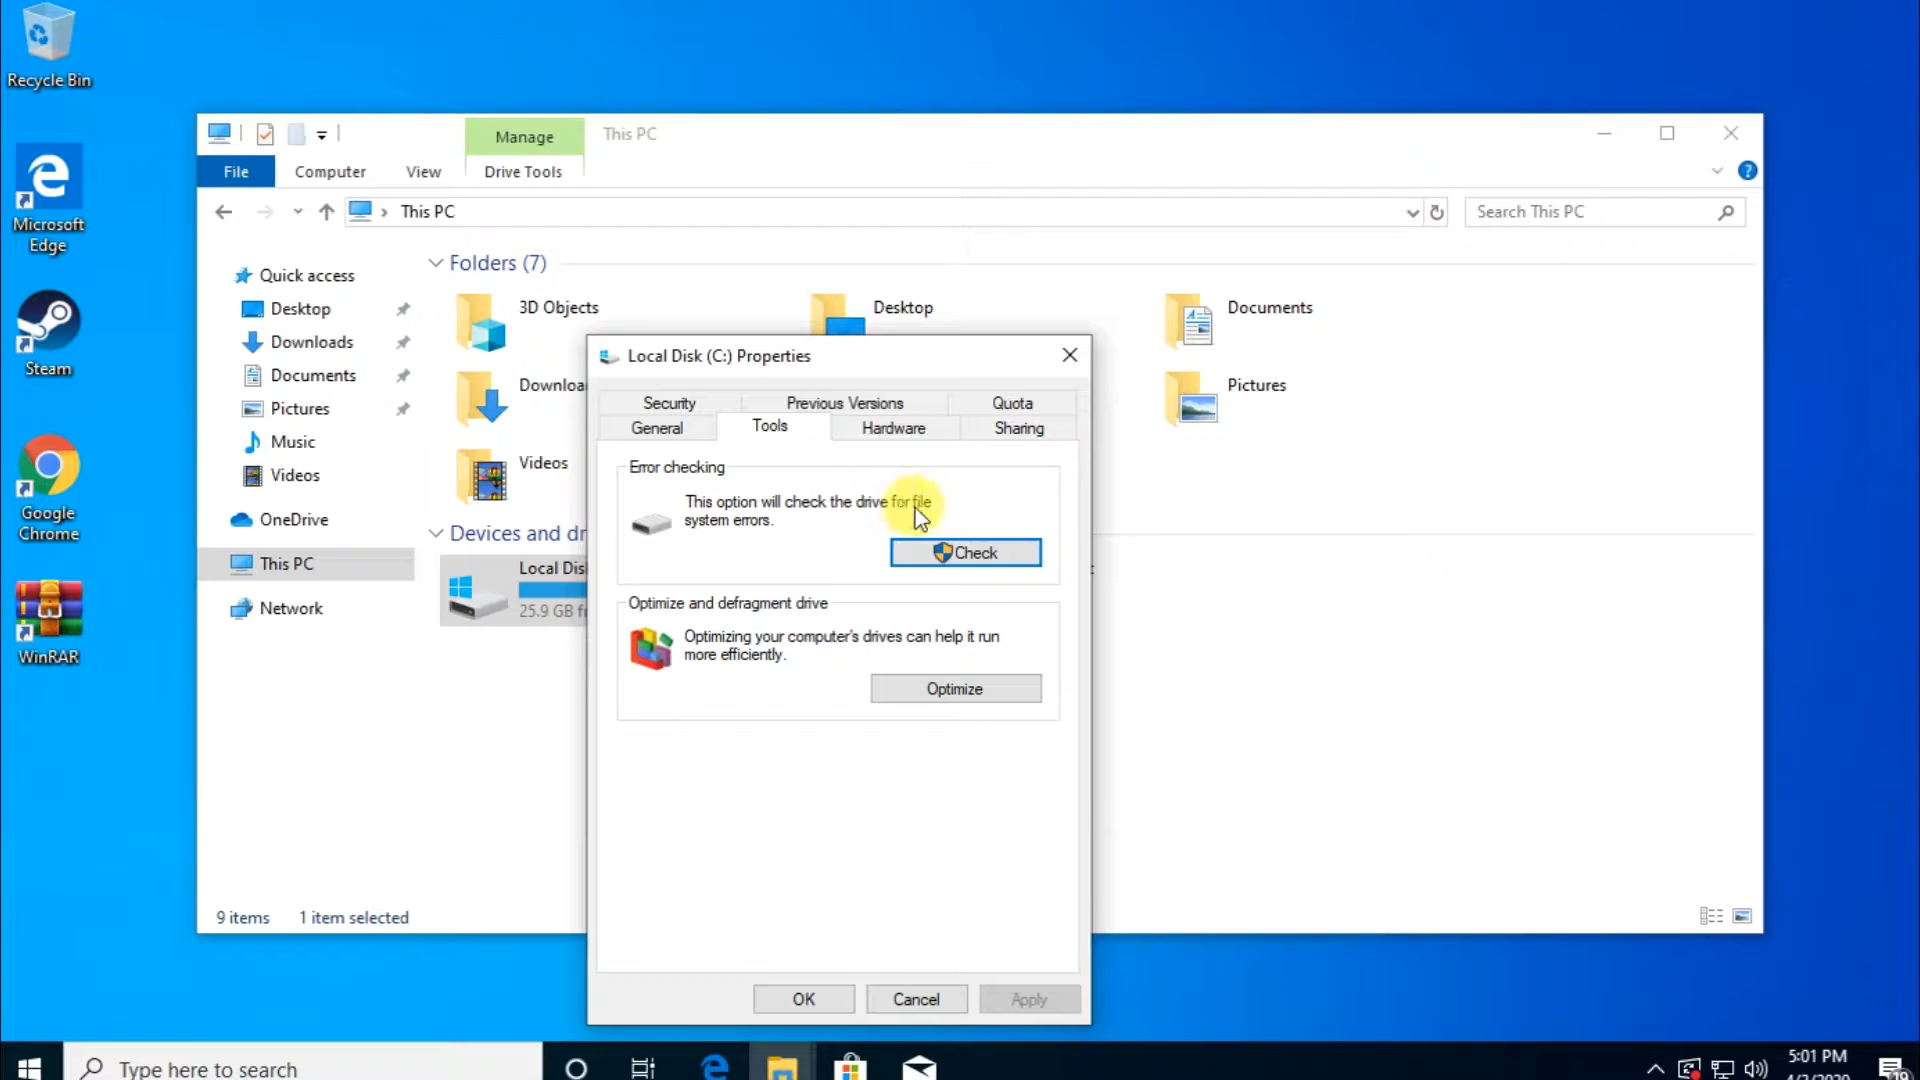 Recycle Bin
Microsoft
Edge
Steam
Google
Chrome
WinRAR
Manage
This PC
File
Computer
View
Drive Tools
This PC
Search This PC
Quick access
Desktop
Downloads
Documents
Pictures
Music
Videos
OneDrive
This PC
Network
Folders (7)
3D Objects
Desktop
Documents
Pictures
Videos
Devices and
Local
25.9 GB
Local Disk (C:) Properties
Security
Previous Versions
Quota
General
Tools
Hardware
Sharing
Error checking
This option will check the drive for file
system errors.
Check
Optimize and defragment drive
Optimizing your computer's drives can help it run
more efficiently.
Optimize
OK
Cancel
Apply
9 items
1 item selected
Type here to search
5:01 PM